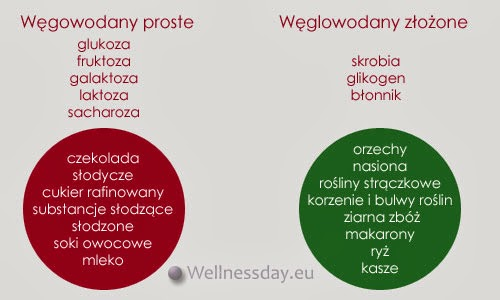 Węgowodany proste
glukoza
fruktoza
galaktoza
laktoza
sacharoza
czekolada
słodycze
cukier rafinowany
substancje słodzące
słodzone
soki owocowe
mleko
Węglowodany złożone
skrobia
glikogen
błonnik
orzechy
nasiona
rośliny strączkowe
korzenie i bulwy roślin
ziarna zbóż
makarony
ryż
kasze
Wellnessday.eu